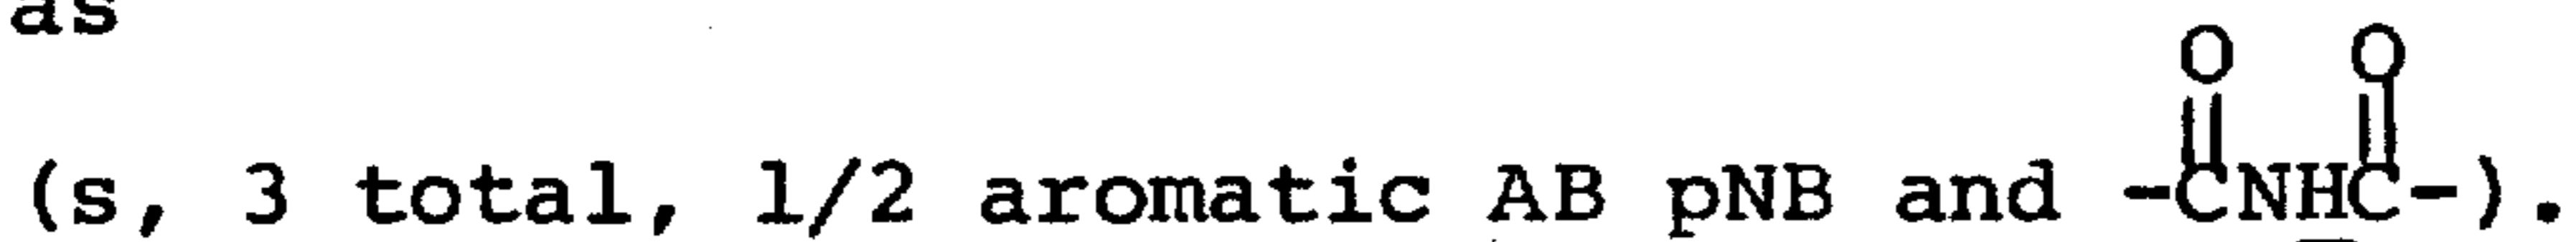 as
O O
(s, 3 total, 1/2 aromatic AB pNB and -CNHC-).